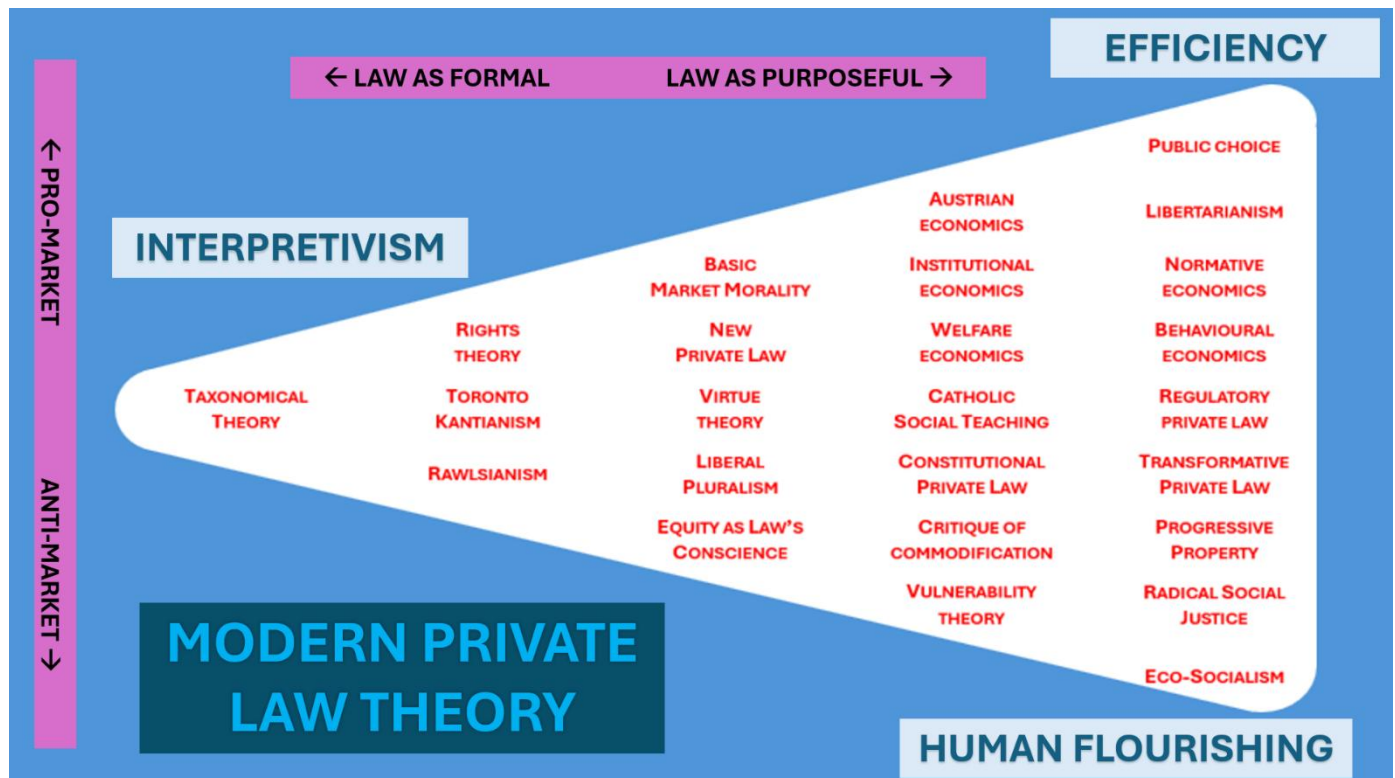 EFFICIENCY
← LAW AS FORMAL LAW AS PURPOSEFUL →
← PRO-MARKET
ANTI-MARKET →
INTERPRETIVISM
TAXONOMICAL
THEORY
RIGHTS
THEORY
TORONTO
KANTIANISM
RAWLSIANISM
BASIC
MARKET MORALITY
NEW
PRIVATE LAW
VIRTUE
THEORY
LIBERAL
PLURALISM
EQUITY AS LAW'S
CONSCIENCE
AUSTRIAN
ECONOMICS
INSTITUTIONAL
ECONOMICS
WELFARE
ECONOMICS
CATHOLIC
SOCIAL TEACHING
CONSTITUTIONAL
PRIVATE LAW
CRITIQUE OF
COMMODIFICATION
VULNERABILITY
THEORY
PUBLIC CHOICE
LIBERTARIANISM
NORMATIVE
ECONOMICS
BEHAVIOURAL
ECONOMICS
REGULATORY
PRIVATE LAW
TRANSFORMATIVE
PRIVATE LAW
PROGRESSIVE
PROPERTY
RADICAL SOCIAL
JUSTICE
ECO-SOCIALISM
MODERN PRIVATE
LAW THEORY
HUMAN FLOURISHING